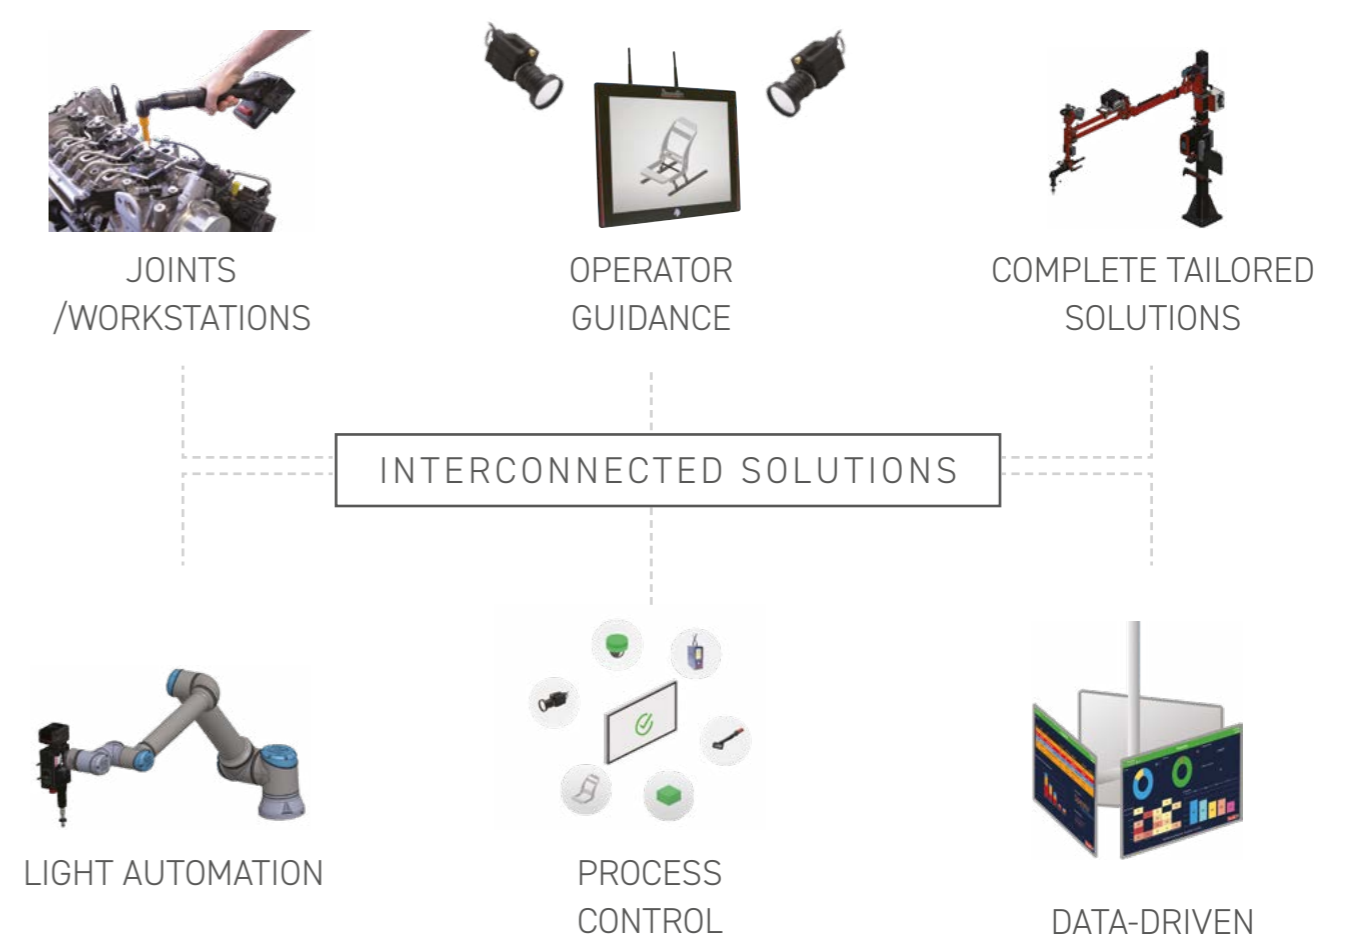 JOINTS
/WORKSTATIONS
OPERATOR
GUIDANCE
COMPLETE TAILORED
SOLUTIONS
INTERCONNECTED SOLUTIONS
LIGHT AUTOMATION
PROCESS
CONTROL
DATA-DRIVEN